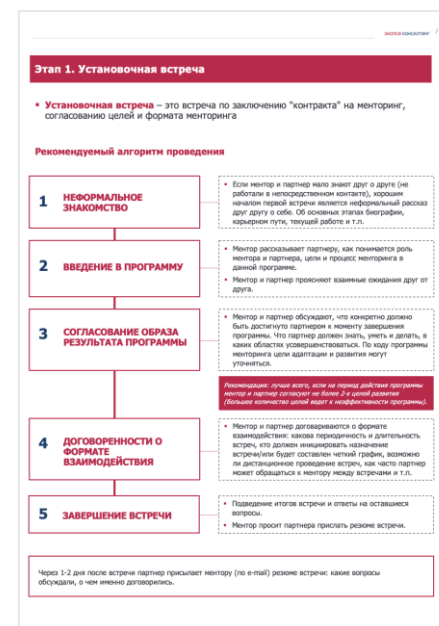 ЭКОПСИ КОНСАЛТИНГ /
Этап 1. Установочная встреча
▪ Установочная встреча – это встреча по заключению "контракта" на менторинг,
согласованию целей и формата менторинга
Рекомендуемый алгоритм проведения
1 НЕФОРМАЛЬНОЕ
ЗНАКОМСТВО
▪ Если ментор и партнер мало знают друг о друге (не
работали в непосредственном контакте), хорошим
началом первой встречи является неформальный рассказ
друг другу о себе. Об основных этапах биографии,
карьерном пути, текущей работе и т.п.
2 ВВЕДЕНИЕ В ПРОГРАММУ
▪ Ментор рассказывает партнеру, как понимается роль
ментора и партнера, цели и процесс менторинга в
данной программе.
▪ Ментор и партнер проясняют взаимные ожидания друг от
друга.
3 СОГЛАСОВАНИЕ ОБРАЗА
РЕЗУЛЬТАТА ПРОГРАММЫ
▪ Ментор и партнер обсуждают, что конкретно должно
быть достигнуто партнером к моменту завершения
программы. Что партнер должен знать, уметь и делать, в
каких областях усовершенствоваться. По ходу программы
менторинга цели адаптации и развития могут
уточняться.
Рекомендация: лучше всего, если на период действия программы
ментор и партнер согласуют не более 2-х целей развития
(большее количество целей ведет к неэффективности программы).
4 ДОГОВОРЕННОСТИ О
ФОРМАТЕ
ВЗАИМОДЕЙСТВИЯ
▪ Ментор и партнер договариваются о формате
взаимодействия: какова периодичность и длительность
встреч, кто должен инициировать назначение
встречи/или будет составлен четкий график, возможно
ли дистанционное проведение встреч, как часто партнер
может обращаться к ментору между встречами и т.п.
5 ЗАВЕРШЕНИЕ ВСТРЕЧИ
▪ Подведение итогов встречи и ответы на оставшиеся
вопросы.
▪ Ментор просит партнера прислать резюме встречи.
Через 1-2 дня после встречи партнер присылает ментору (по e-mail) резюме встречи: какие вопросы
обсуждали, о чем именно договорились.